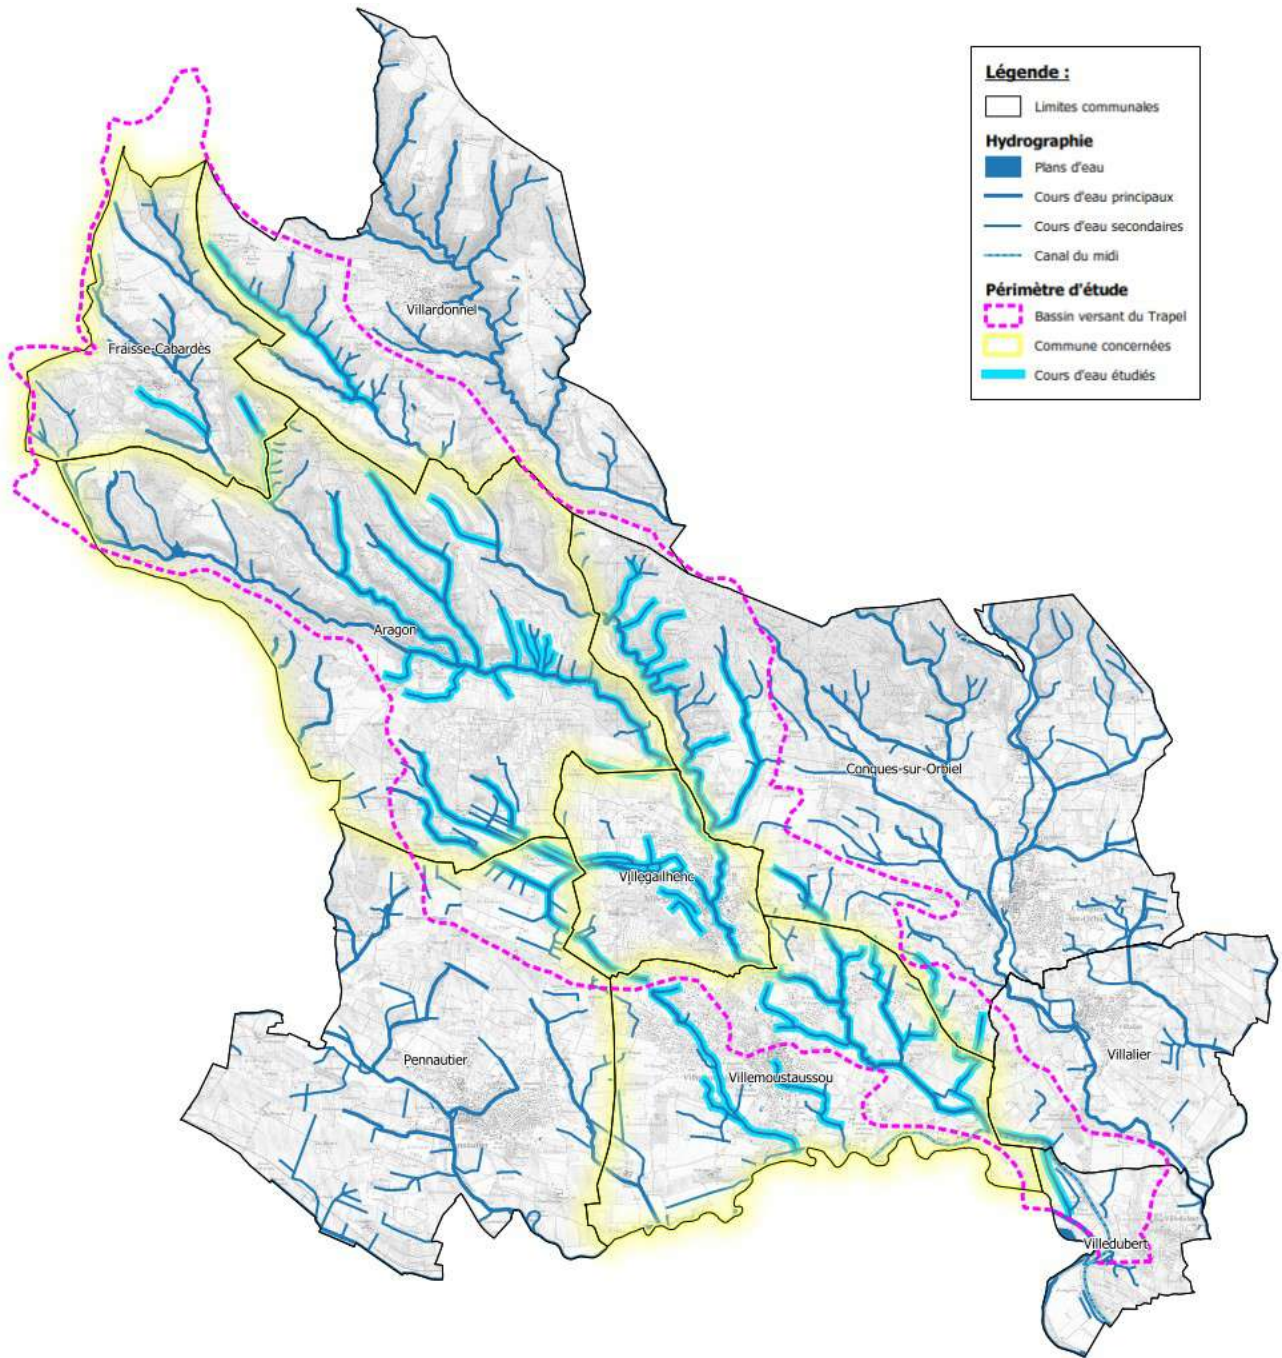 Légende :
Limites communales
Hydrographie
Plans d'eau
Cours d'eau principaux
Cours d'eau secondaires
Canal du midi
Périmètre d'étude
Bassin versant du Trapel
Commune concernées
Cours d'eau étudiés
Villardonnel
Fraisse-Cabardès
Aragon
Conques-sur-Orbiel
Villegailhenc
Pennautier
Villemoustaussou
Villalier
Villedubert